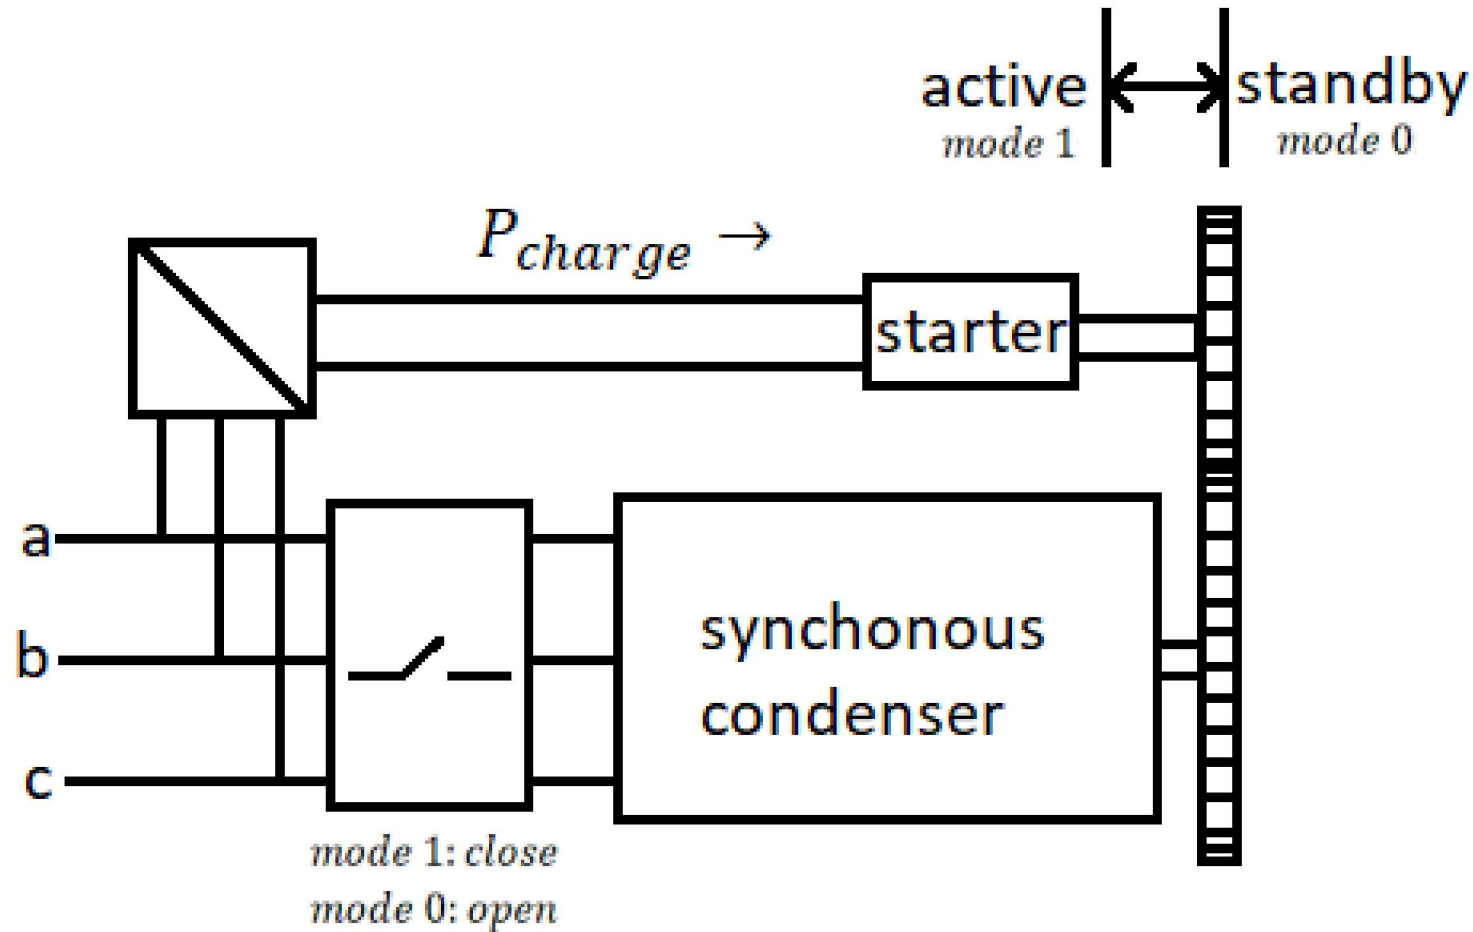 active standby
mode 1 mode 0
P_charge →
starter
a
b
c
synchonous
condenser
mode 1: close
mode 0: open